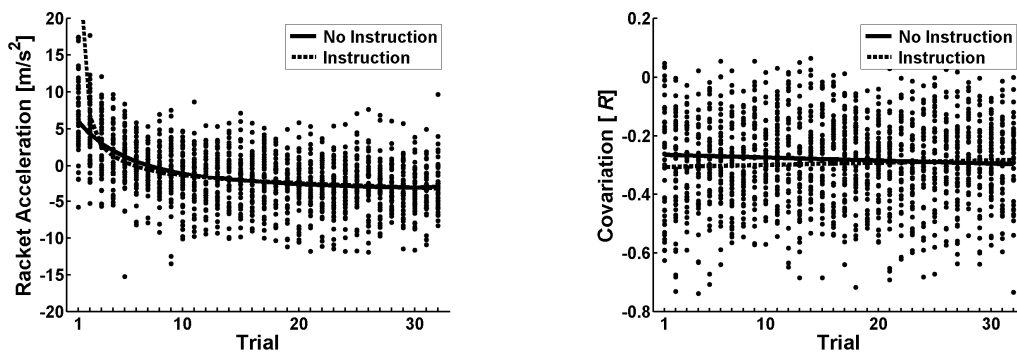 Racket Acceleration [m/s²]
20
15
10
5
0
-5
-10
-15
-20
No Instruction
Instruction
1
10
20
30
Trial
Covariation [R]
0.2
0
-0.2
-0.4
-0.6
-0.8
No Instruction
Instruction
1
10
20
30
Trial